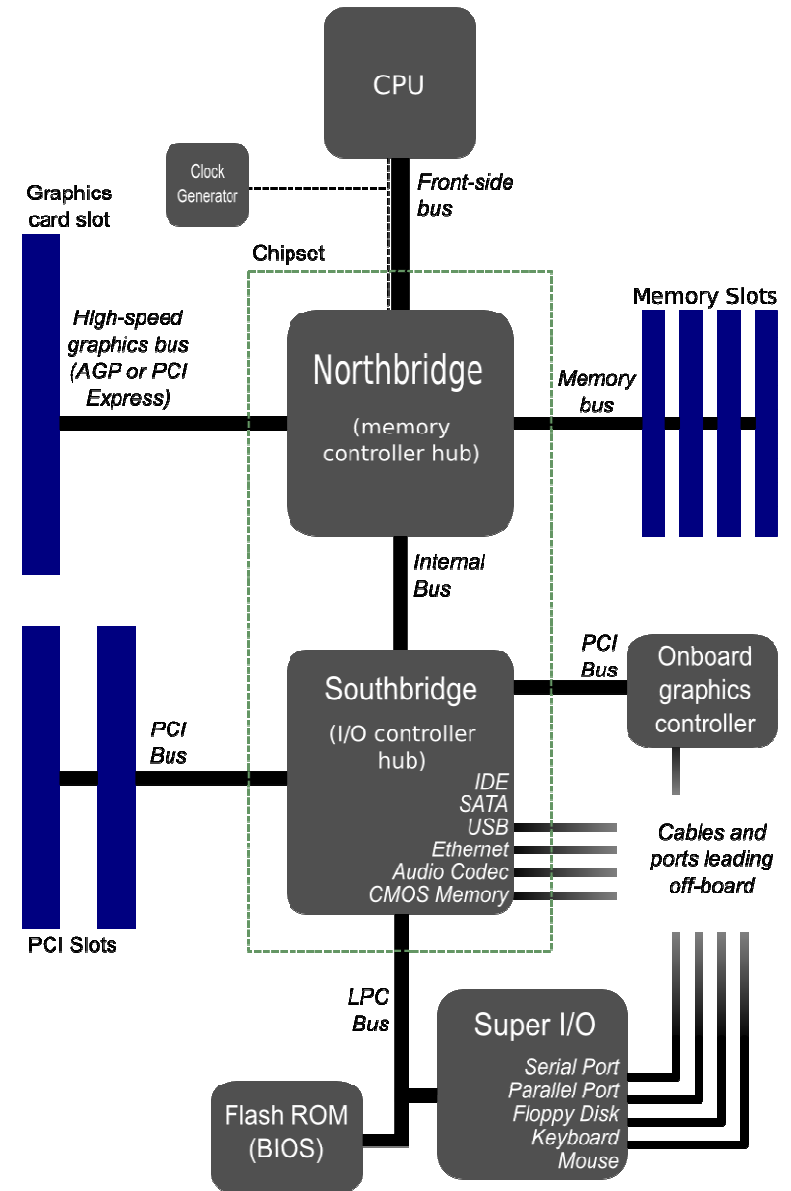 CPU
Clock
Generator
Front-side
bus
Graphics
card slot
Chipset
High-speed
graphics bus
(AGP or PCI
Express)
Northbridge
(memory
controller hub)
Memory Slots
Memory
bus
Internal
Bus
Southbridge
(I/O controller
hub)
IDE
SATA
USB
Ethernet
Audio Codec
CMOS Memory
PCI
Bus
Onboard
graphics
controller
PCI
Bus
PCI Slots
Cables and
ports leading
off-board
LPC
Bus
Super I/O
Serial Port
Parallel Port
Floppy Disk
Keyboard
Mouse
Flash ROM
(BIOS)